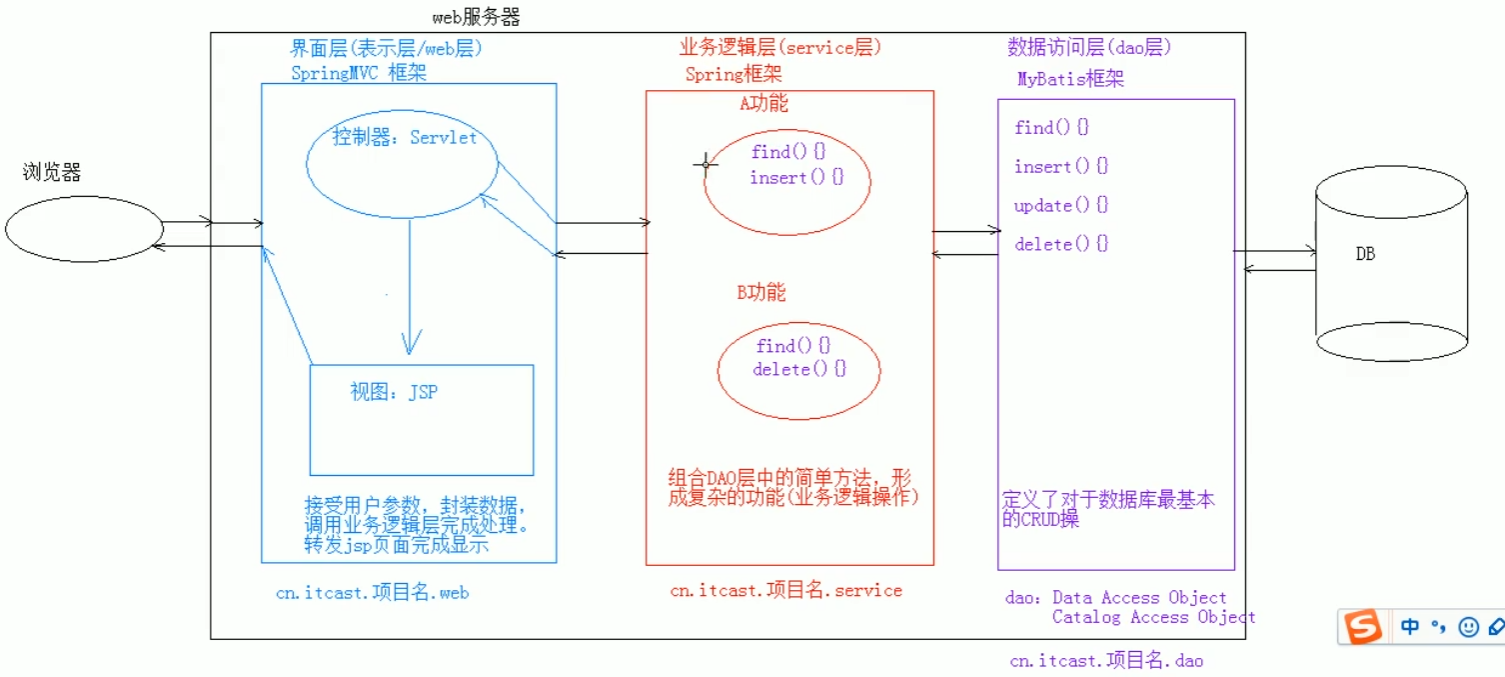 web服务器
浏览器
界面层(表示层/web层)
SpringMVC 框架
控制器: Servlet
视图: JSP
接受用户参数, 封装数据,
调用业务逻辑层完成处理。
转发jsp页面完成显示
cn.itcast.项目名.web
业务逻辑层(service层)
Spring框架
A功能
find(){}
insert(){}
B功能
find(){}
delete(){}
组合DAO层中的简单方法, 形
成复杂的功能(业务逻辑操作)
cn.itcast.项目名.service
数据访问层(dao层)
MyBatis框架
find(){}
insert(){}
update(){}
delete(){}
定义了对于数据库最基本
的CRUD操
dao: Data Access Object
Catalog Access Object
cn.itcast.项目名.dao
DB
S 中